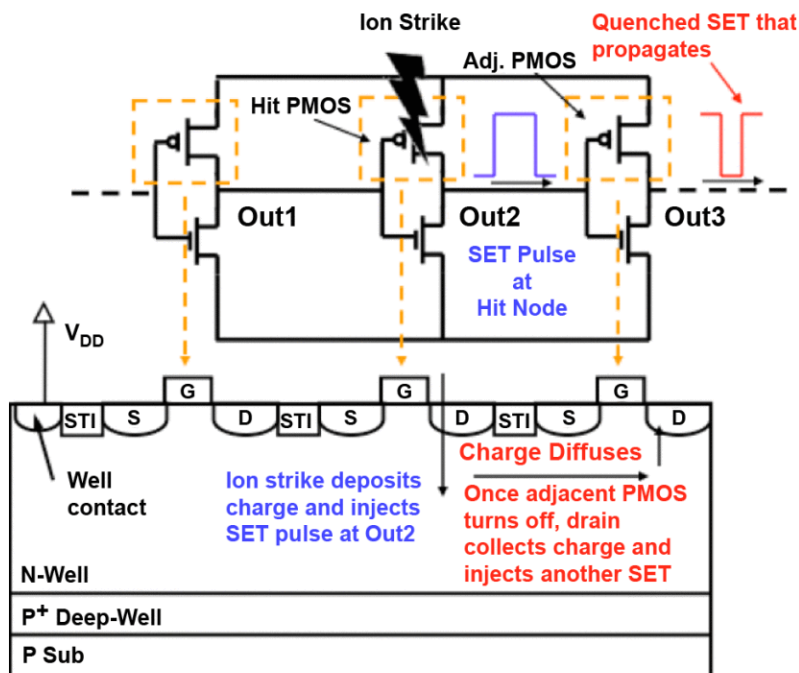 Ion Strike
Quenched SET that
propagates
Adj. PMOS
Hit PMOS
Out1
Out2
Out3
SET Pulse
at
Hit Node
VDD
G
G
G
STI
S
D
STI
S
D
STI
S
D
Well
contact
Ion strike deposits
charge and injects
SET pulse at Out2
Charge Diffuses
Once adjacent PMOS
turns off, drain
collects charge and
injects another SET
N-Well
P+ Deep-Well
P Sub